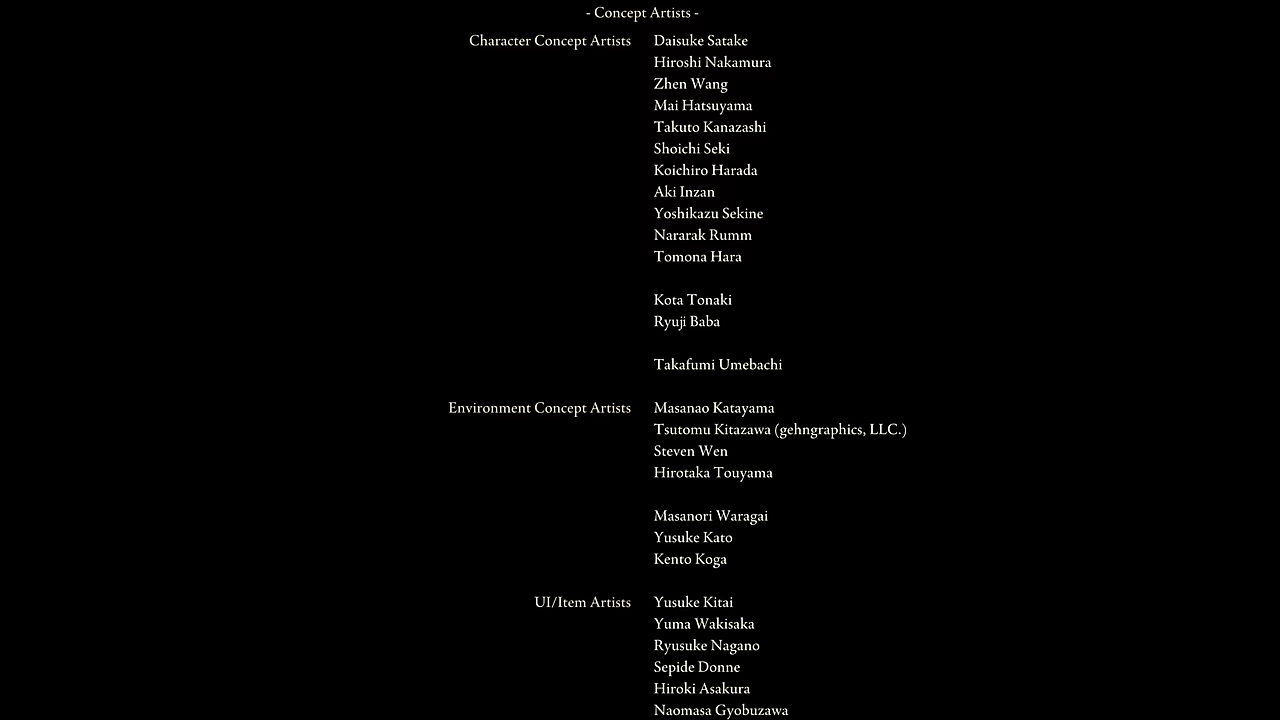 - Concept Artists -
Character Concept Artists Daisuke Satake
Hiroshi Nakamura
Zhen Wang
Mai Hatsuyama
Takuto Kanazashi
Shoichi Seki
Koichiro Harada
Aki Inzan
Yoshikazu Sekine
Nararak Rumm
Tomona Hara
Kota Tonaki
Ryuji Baba
Takafumi Umebachi
Environment Concept Artists Masanao Katayama
Tsutomu Kitazawa (gehngraphics, LLC.)
Steven Wen
Hirotaka Touyama
Masanori Waragai
Yusuke Kato
Kento Koga
UI/Item Artists Yusuke Kitai
Yuma Wakisaka
Ryusuke Nagano
Sepide Donne
Hiroki Asakura
Naomasa Gyobuzawa